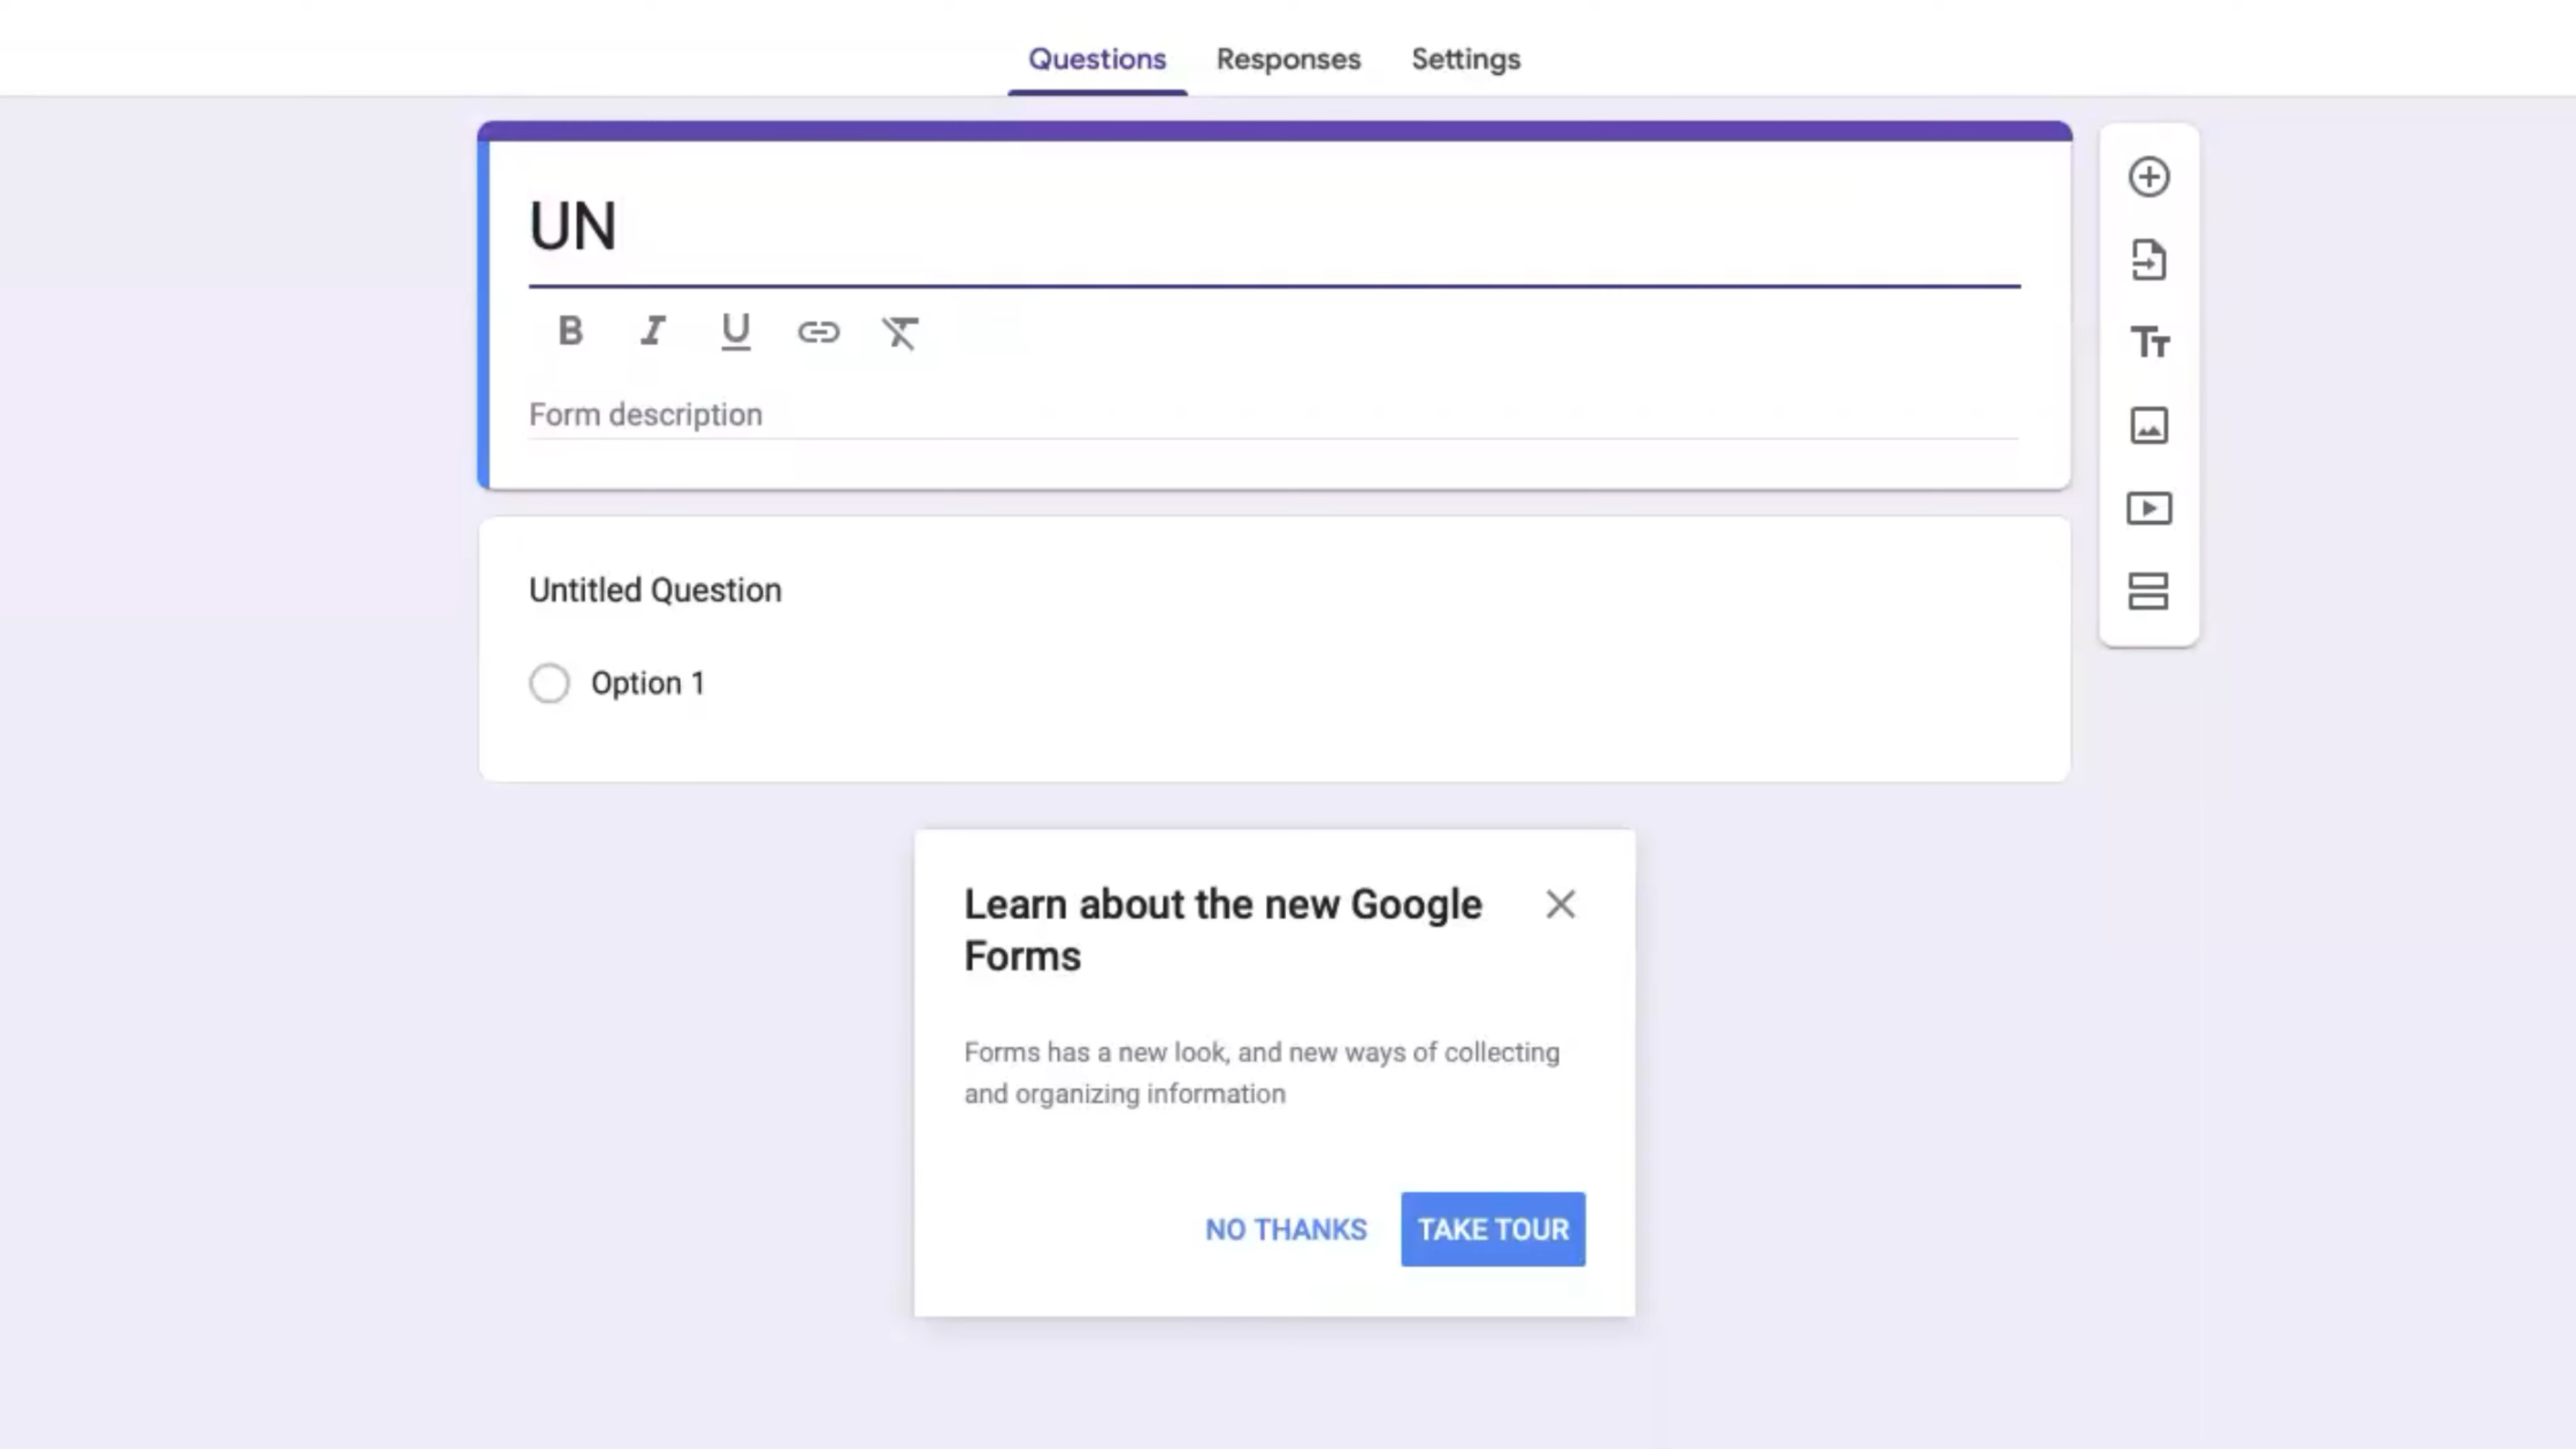 Questions Responses Settings
UN
B I U
Form description
Untitled Question
Option 1
Learn about the new Google
Forms
Forms has a new look, and new ways of collecting
and organizing information
NO THANKS TAKE TOUR